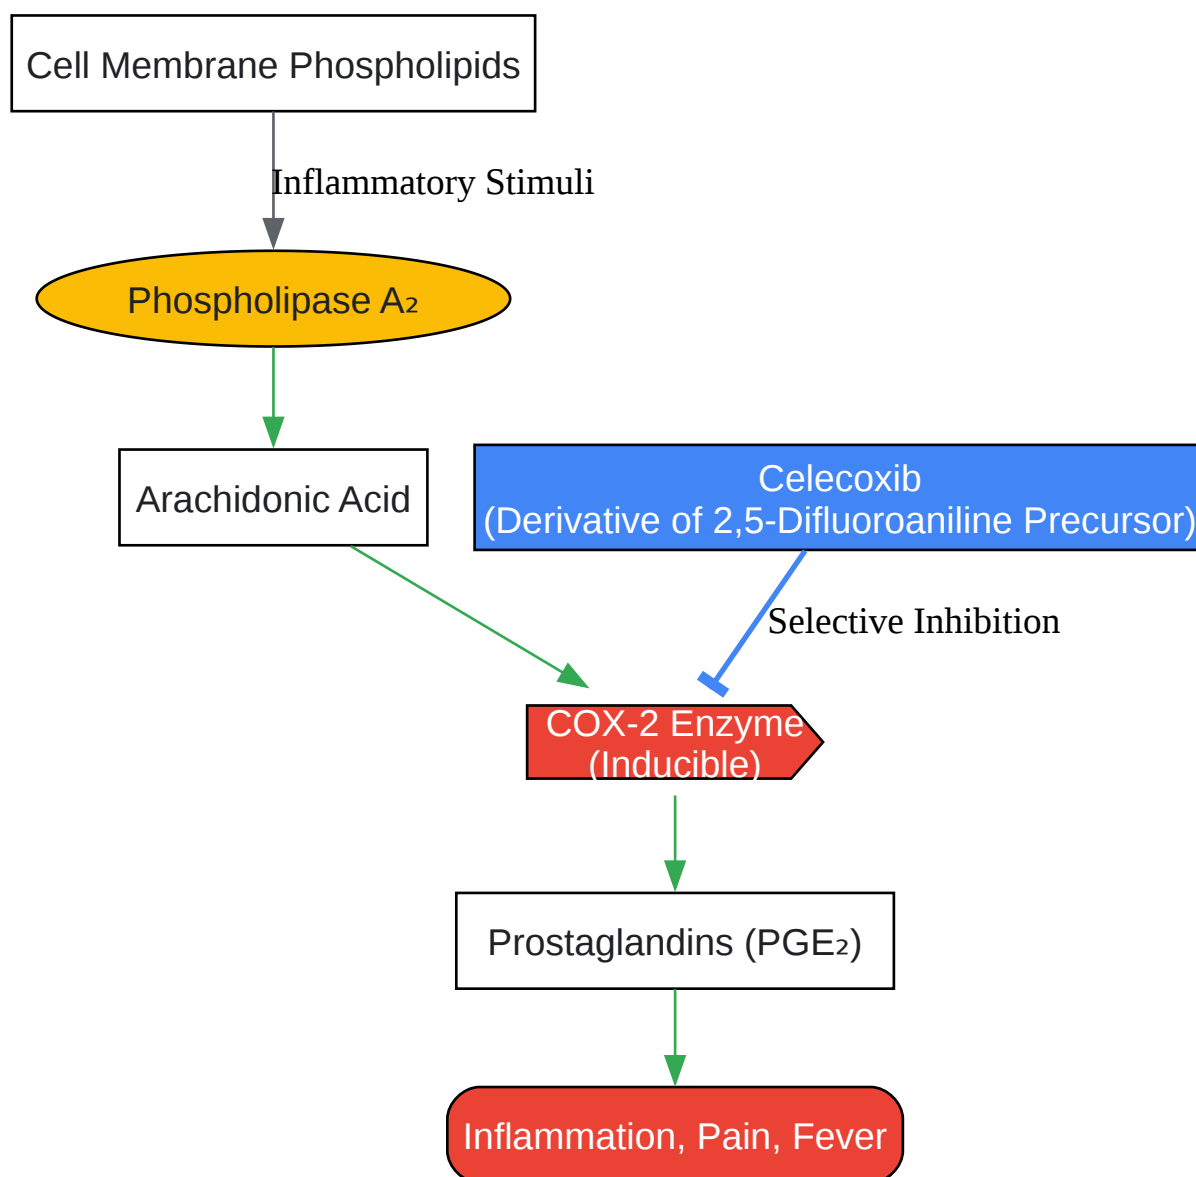 Cell Membrane Phospholipids
Inflammatory Stimuli
Phospholipase A₂
Arachidonic Acid
Celecoxib
(Derivative of 2,5-Difluoroaniline Precursor)
Selective Inhibition
COX-2 Enzyme
(Inducible)
Prostaglandins (PGE₂)
Inflammation, Pain, Fever